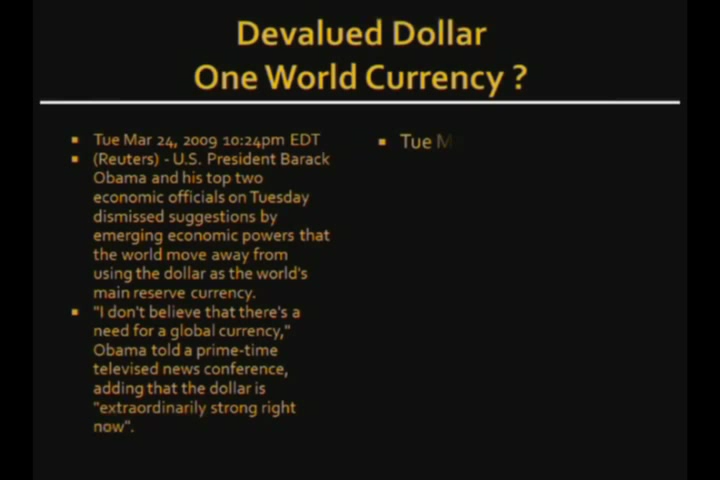 Devalued Dollar
One World Currency ?
▪ Tue Mar 24, 2009 10:24pm EDT
▪ (Reuters) - U.S. President Barack
Obama and his top two
economic officials on Tuesday
dismissed suggestions by
emerging economic powers that
the world move away from
using the dollar as the world's
main reserve currency.
▪ "I don't believe that there's a
need for a global currency,"
Obama told a prime-time
televised news conference,
adding that the dollar is
"extraordinarily strong right
now".
▪ Tue M